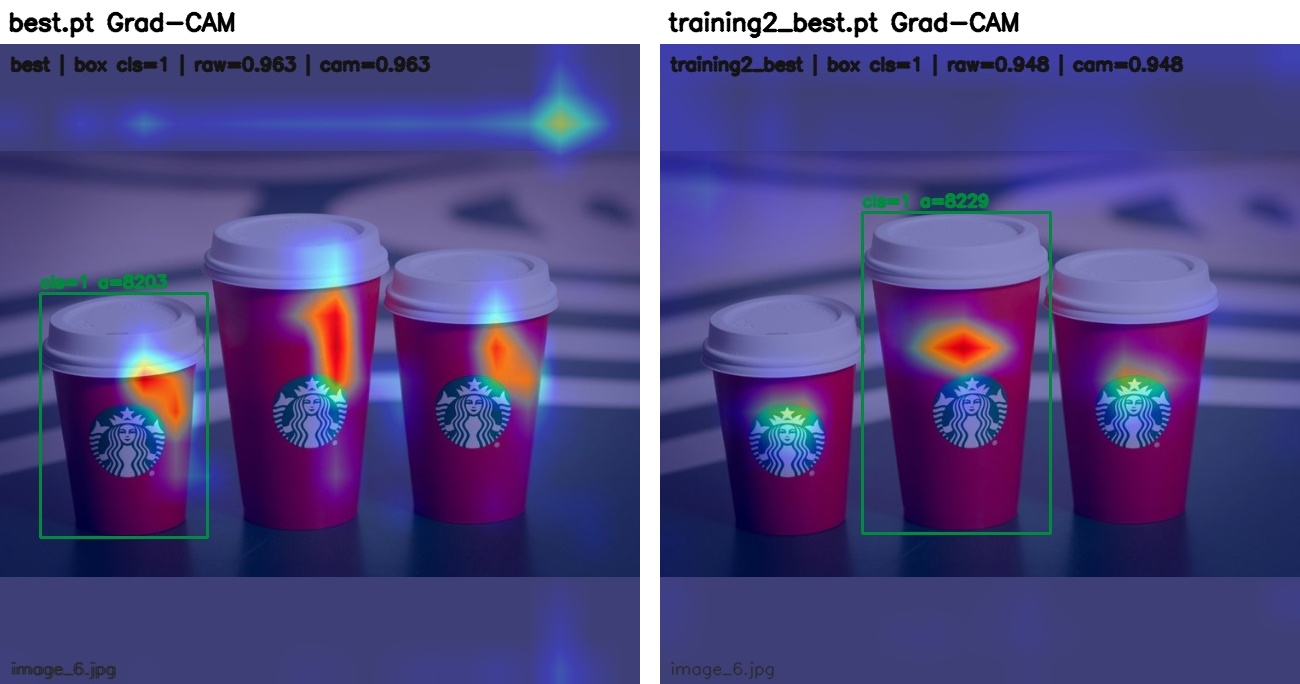 best.pt Grad-CAM
best | box cls=1 | raw=0.963 | cam=0.963
cls=1 a=8203
image_6.jpg
training2_best.pt Grad-CAM
training2_best | box cls=1 | raw=0.948 | cam=0.948
cls=1 a=8229
image_6.jpg